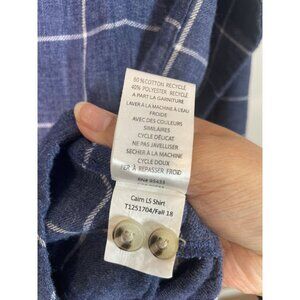 60%COTTON RECYCLÉ
40% POLYESTER RECYCLÉ
A PART LA GARNITURE
LAVER À LA MACHINE À L'EAU
FROIDE
AVEC DES COULEURS
SIMILAIRES
CYCLE DÉLICAT
NE PAS JAVELLISER
SÉCHER À LA MACHINE
CYCLE DOUX
FER À REPASSER FROID
Cairn LS Shirt
T1251704/Fall 18